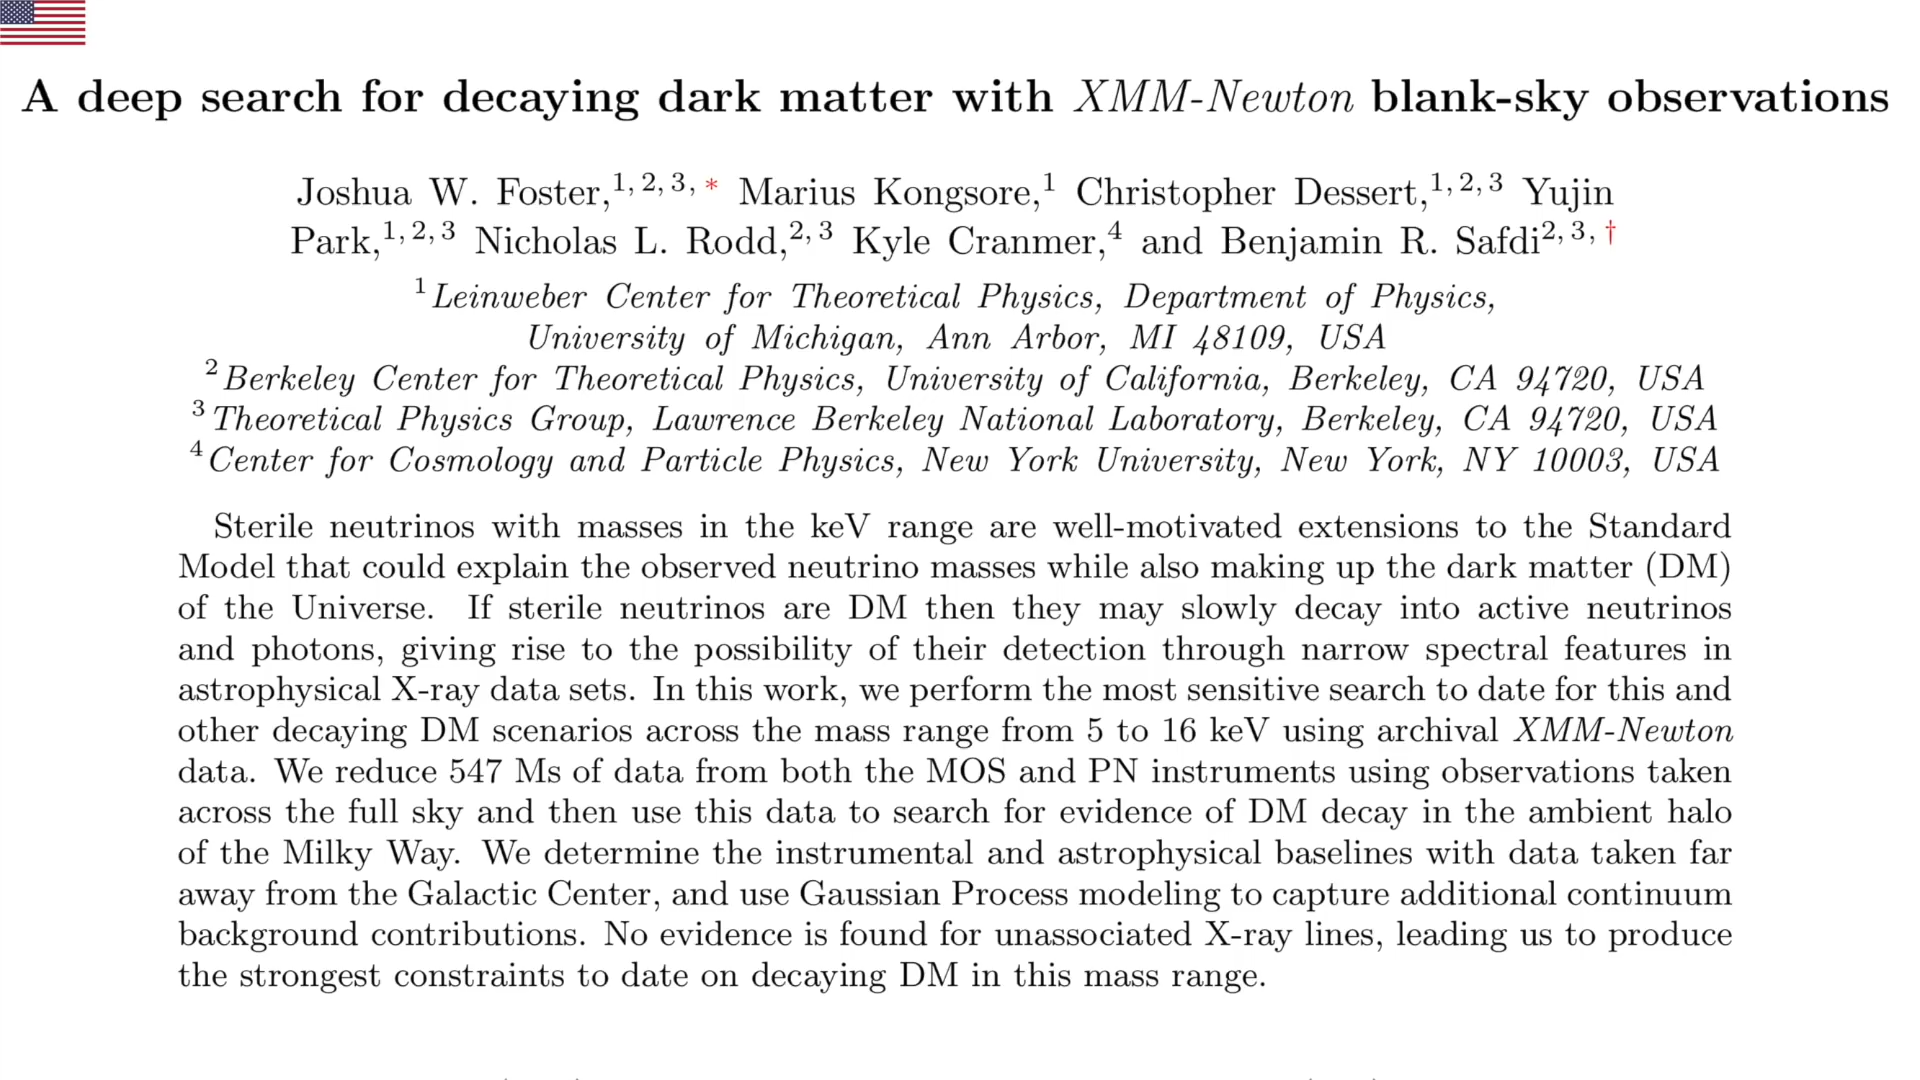 A deep search for decaying dark matter with XMM-Newton blank-sky observations
Joshua W. Foster,1, 2, 3, * Marius Kongsore,1 Christopher Dessert,1, 2, 3 Yujin
Park,1, 2, 3 Nicholas L. Rodd,2, 3 Kyle Cranmer,4 and Benjamin R. Safdi2, 3, †
1 Leinweber Center for Theoretical Physics, Department of Physics,
University of Michigan, Ann Arbor, MI 48109, USA
2 Berkeley Center for Theoretical Physics, University of California, Berkeley, CA 94720, USA
3 Theoretical Physics Group, Lawrence Berkeley National Laboratory, Berkeley, CA 94720, USA
4 Center for Cosmology and Particle Physics, New York University, New York, NY 10003, USA
Sterile neutrinos with masses in the keV range are well-motivated extensions to the Standard
Model that could explain the observed neutrino masses while also making up the dark matter (DM)
of the Universe. If sterile neutrinos are DM then they may slowly decay into active neutrinos
and photons, giving rise to the possibility of their detection through narrow spectral features in
astrophysical X-ray data sets. In this work, we perform the most sensitive search to date for this and
other decaying DM scenarios across the mass range from 5 to 16 keV using archival XMM-Newton
data. We reduce 547 Ms of data from both the MOS and PN instruments using observations taken
across the full sky and then use this data to search for evidence of DM decay in the ambient halo
of the Milky Way. We determine the instrumental and astrophysical baselines with data taken far
away from the Galactic Center, and use Gaussian Process modeling to capture additional continuum
background contributions. No evidence is found for unassociated X-ray lines, leading us to produce
the strongest constraints to date on decaying DM in this mass range.